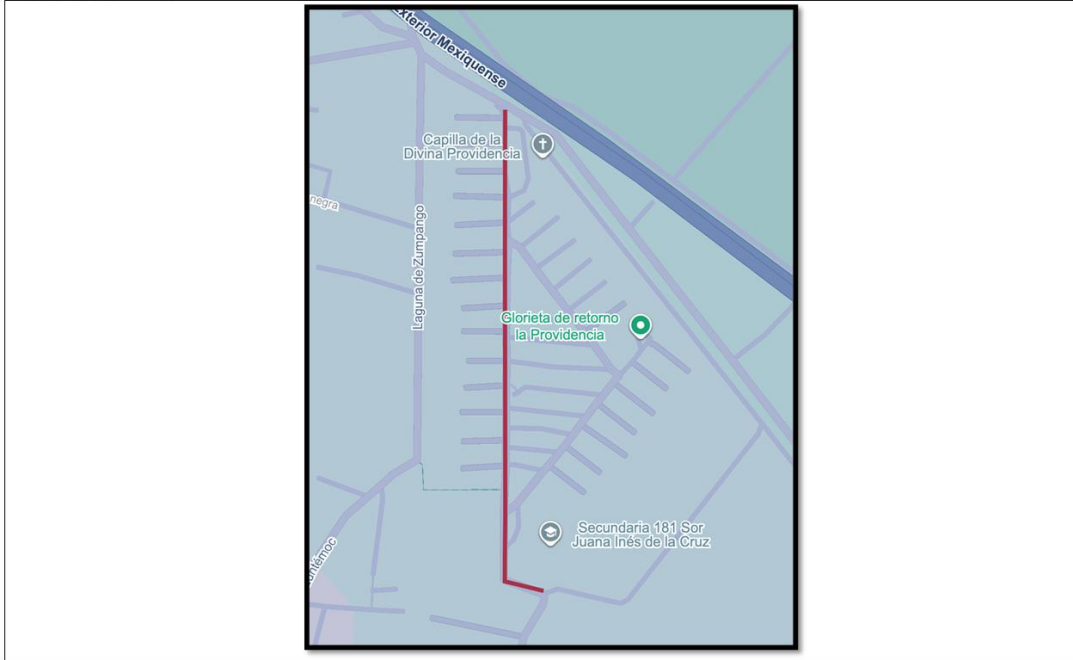 Exterior Mexiquense
Capilla de la
Divina Providencia
negra
Laguna de Zumpango
Glorieta de retorno
la Providencia
Secundaria 181 Sor
Juana Inés de la Cruz